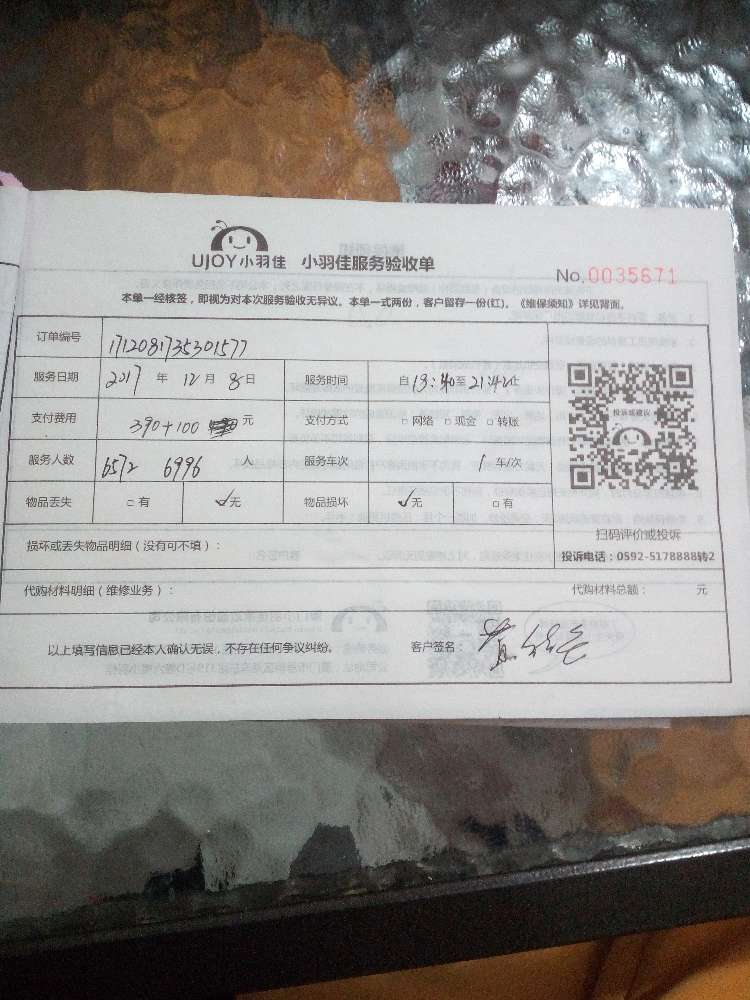 UJOY小羽佳 小羽佳服务验收单
No.0035671
本单一经核签，即视为对本次服务验收无异议。本单一式两份，客户留存一份(红)。《维保须知》详见背面。
订单编号 1712081735301577
服务日期 2017 年 12 月 8 日 服务时间 自 13:40 至 21:42 止
支付费用 390+100 元 支付方式 □ 网络 □ 现金 □ 转账
服务人数 6572 6996 人 服务车次 1 车/次
物品丢失 □ 有 ☑无 物品损坏 ☑无 □有
投诉或建议
扫码评价或投诉
损坏或丢失物品明细（没有可不填）：
投诉电话：0592-5178888转2
代购材料明细（维修业务）： 代购材料总额： 元
以上填写信息已经本人确认无误，不存在任何争议纠纷。 客户签名：